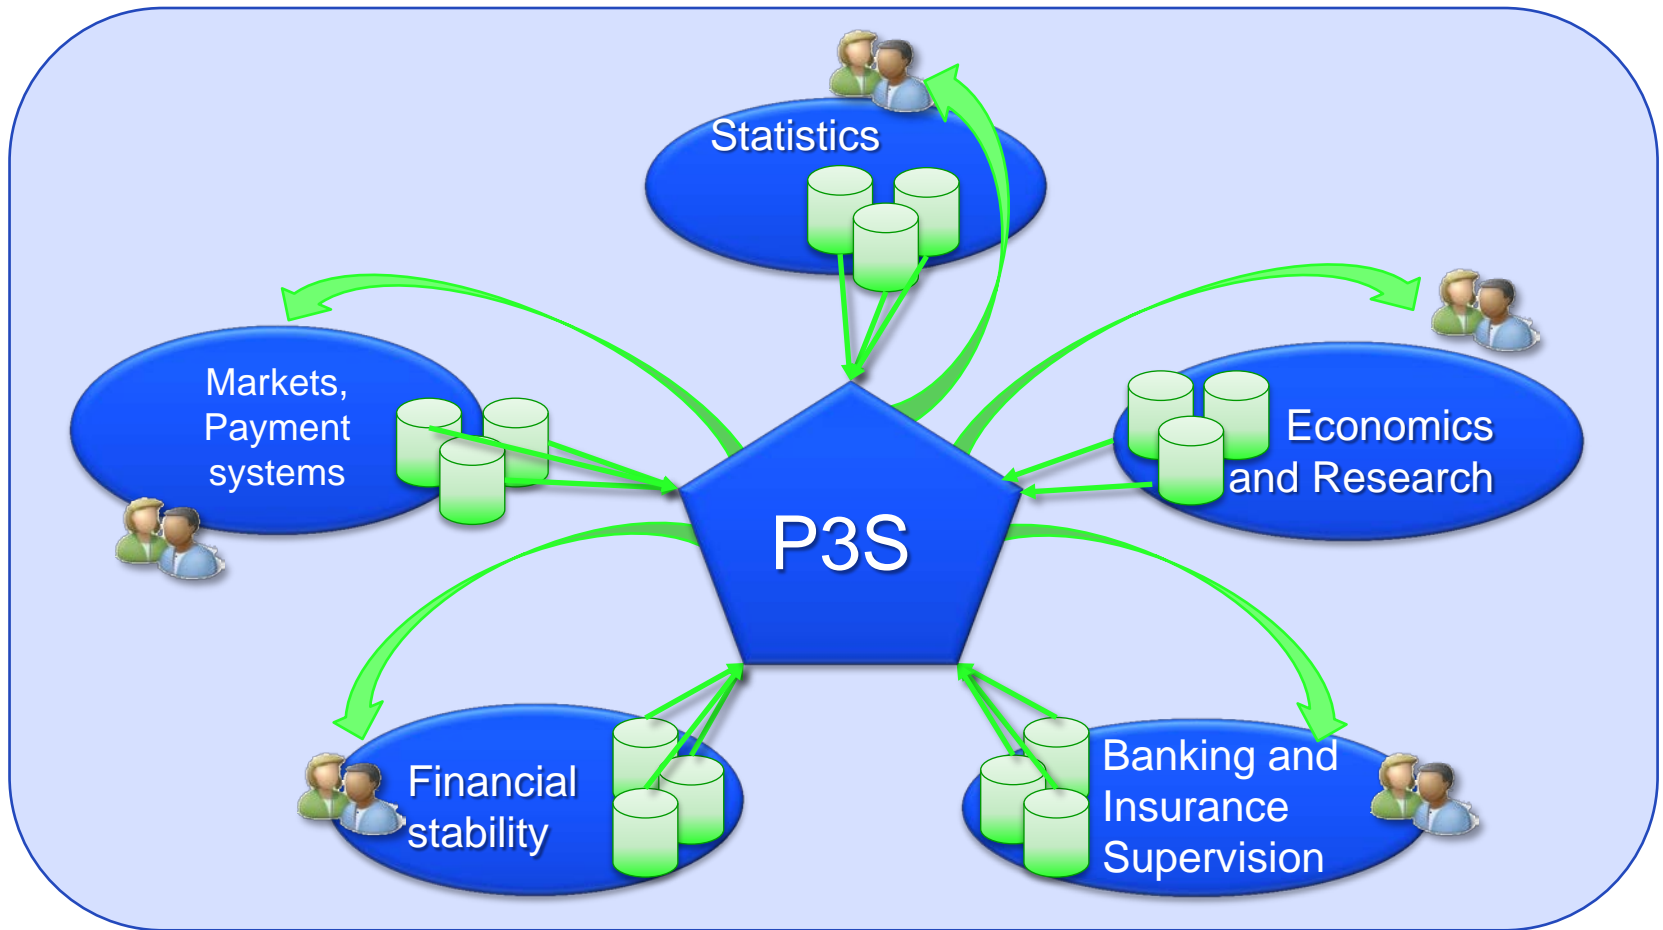 Statistics
Markets,
Payment
systems
Economics
and Research
P3S
Financial
stability
Banking and
Insurance
Supervision